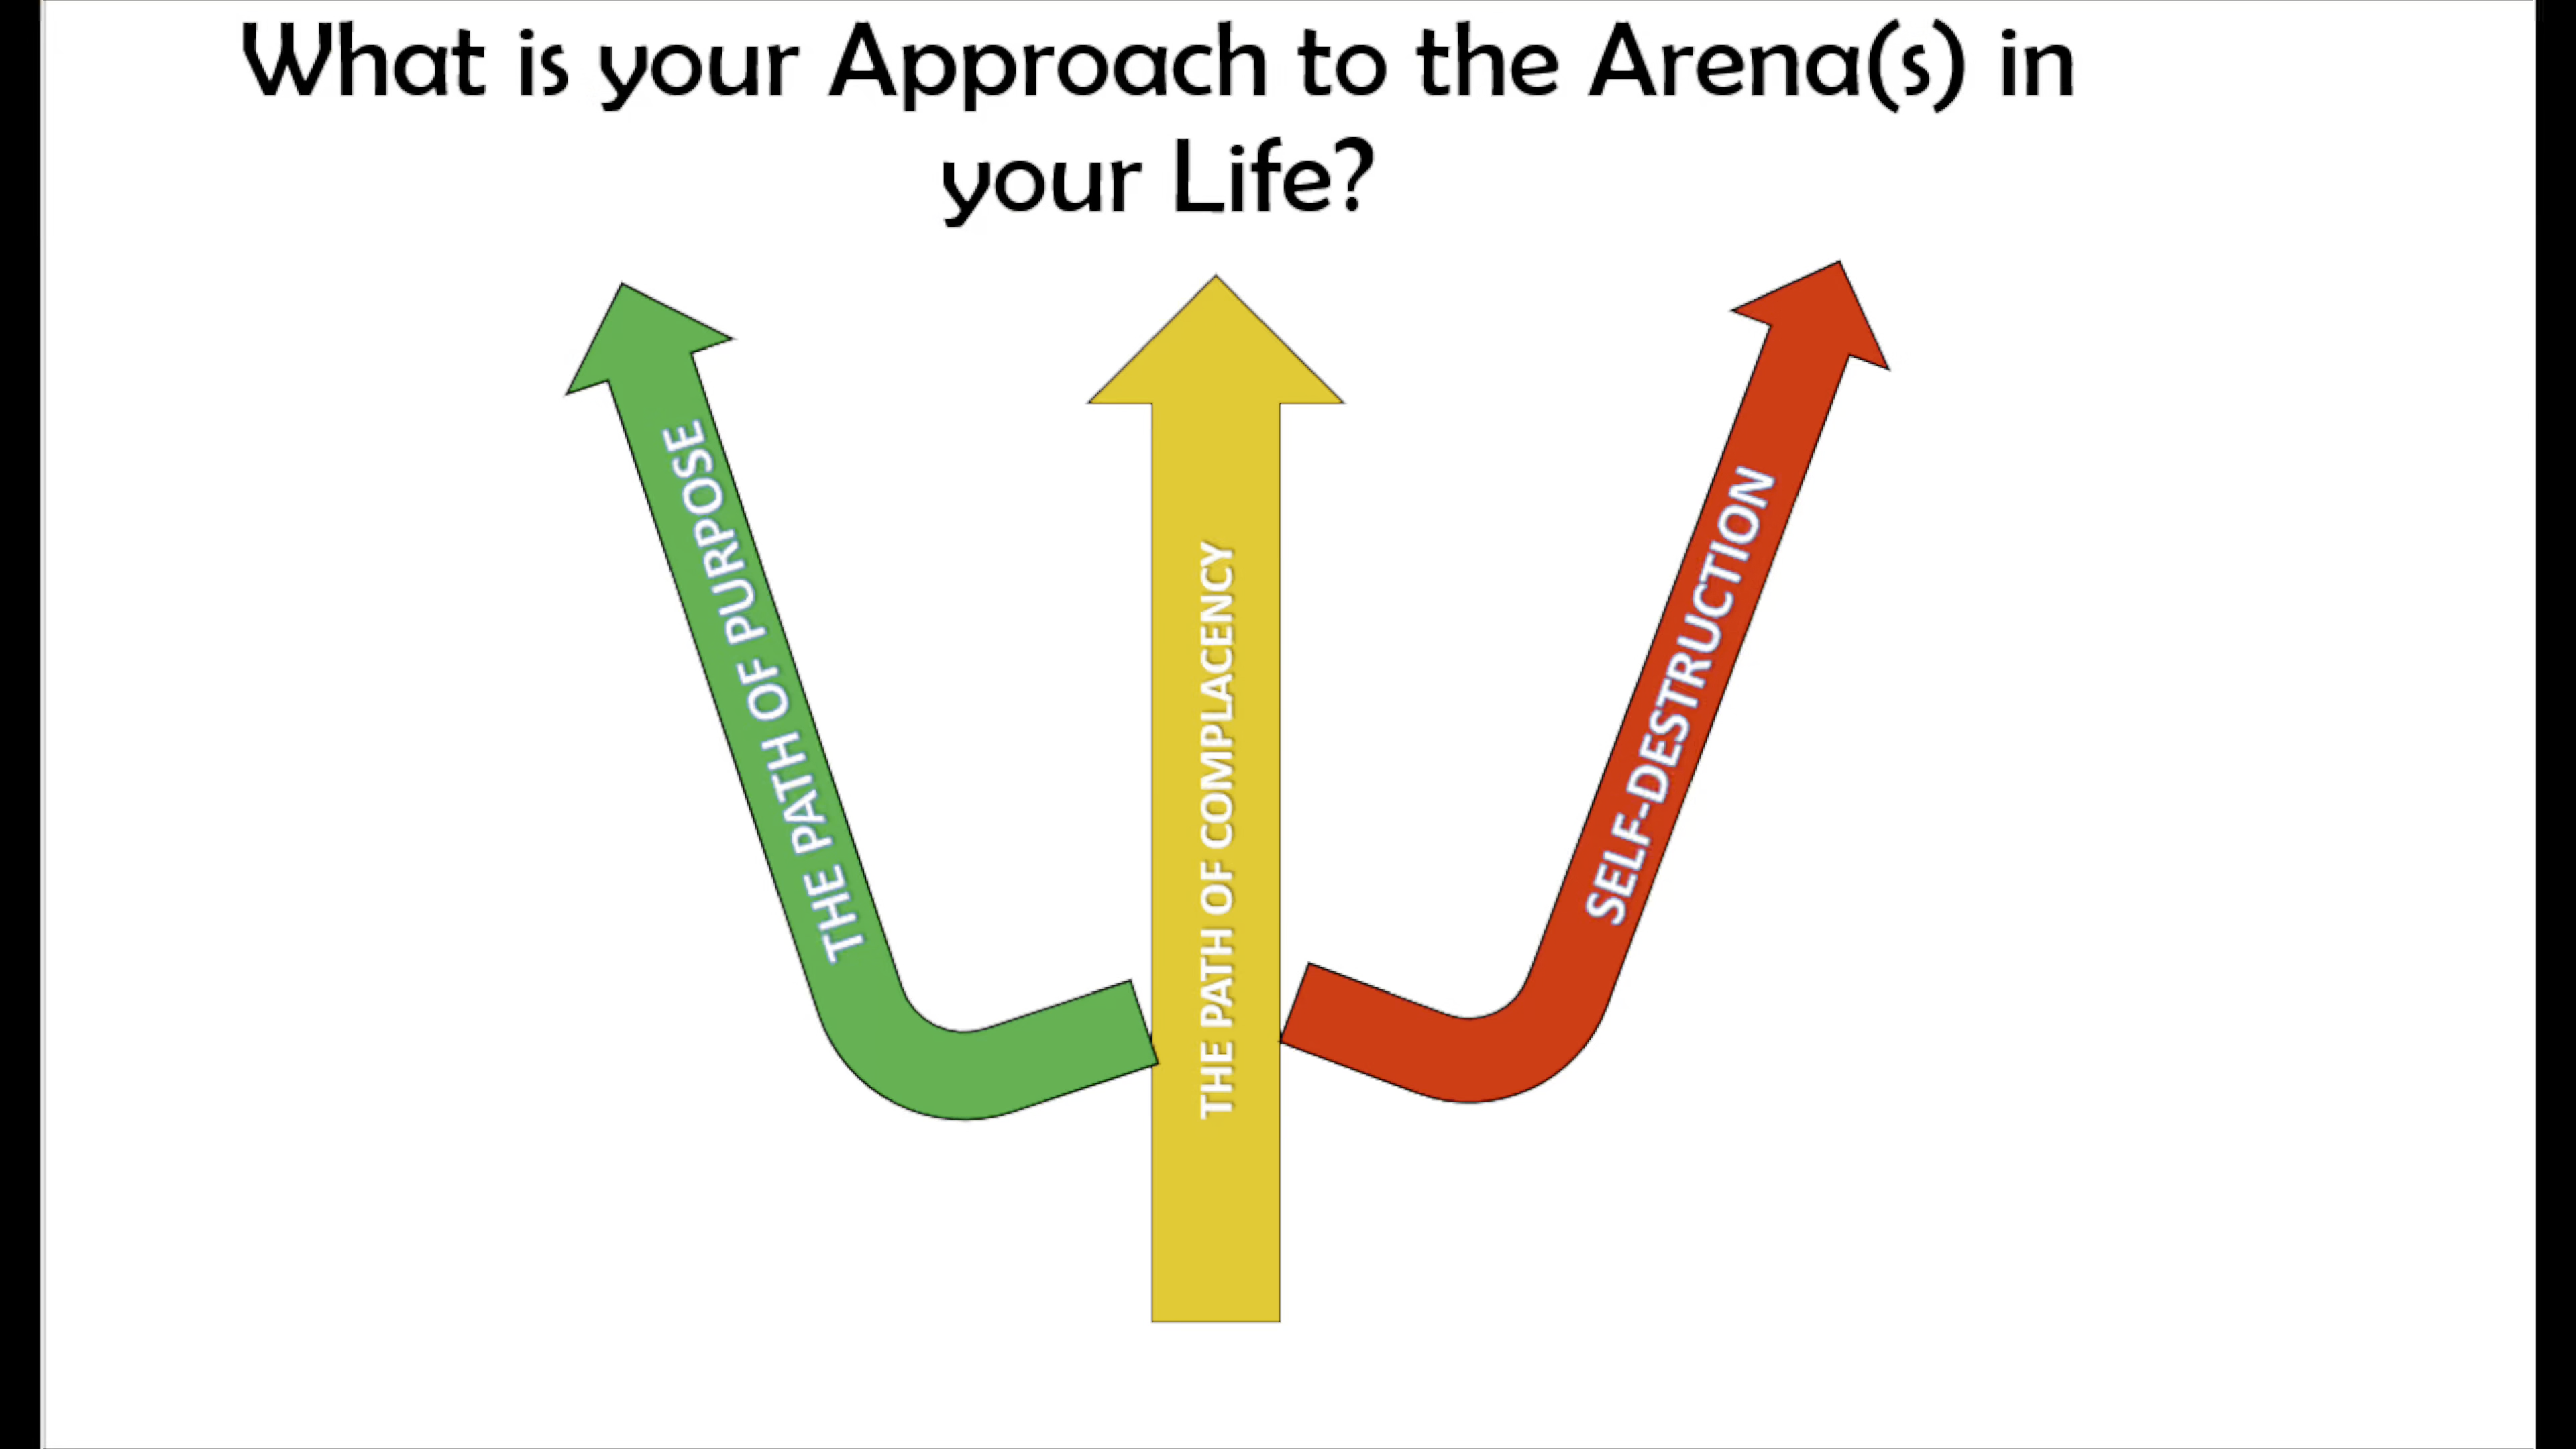 What is your Approach to the Arena(s) in
your Life?
THE PATH OF PURPOSE
THE PATH OF COMPLACENCY
SELF-DESTRUCTION